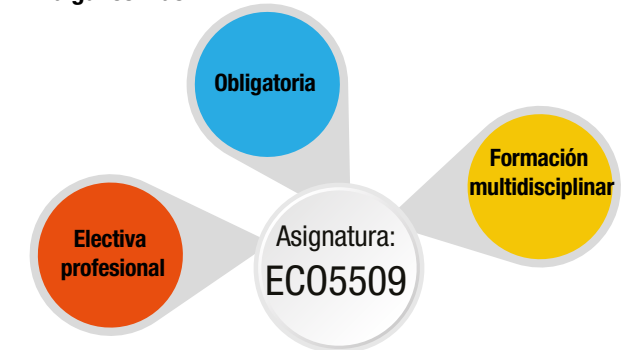 Obligatoria
Formación
multidisciplinar
Electiva
profesional
Asignatura:
ECO5509